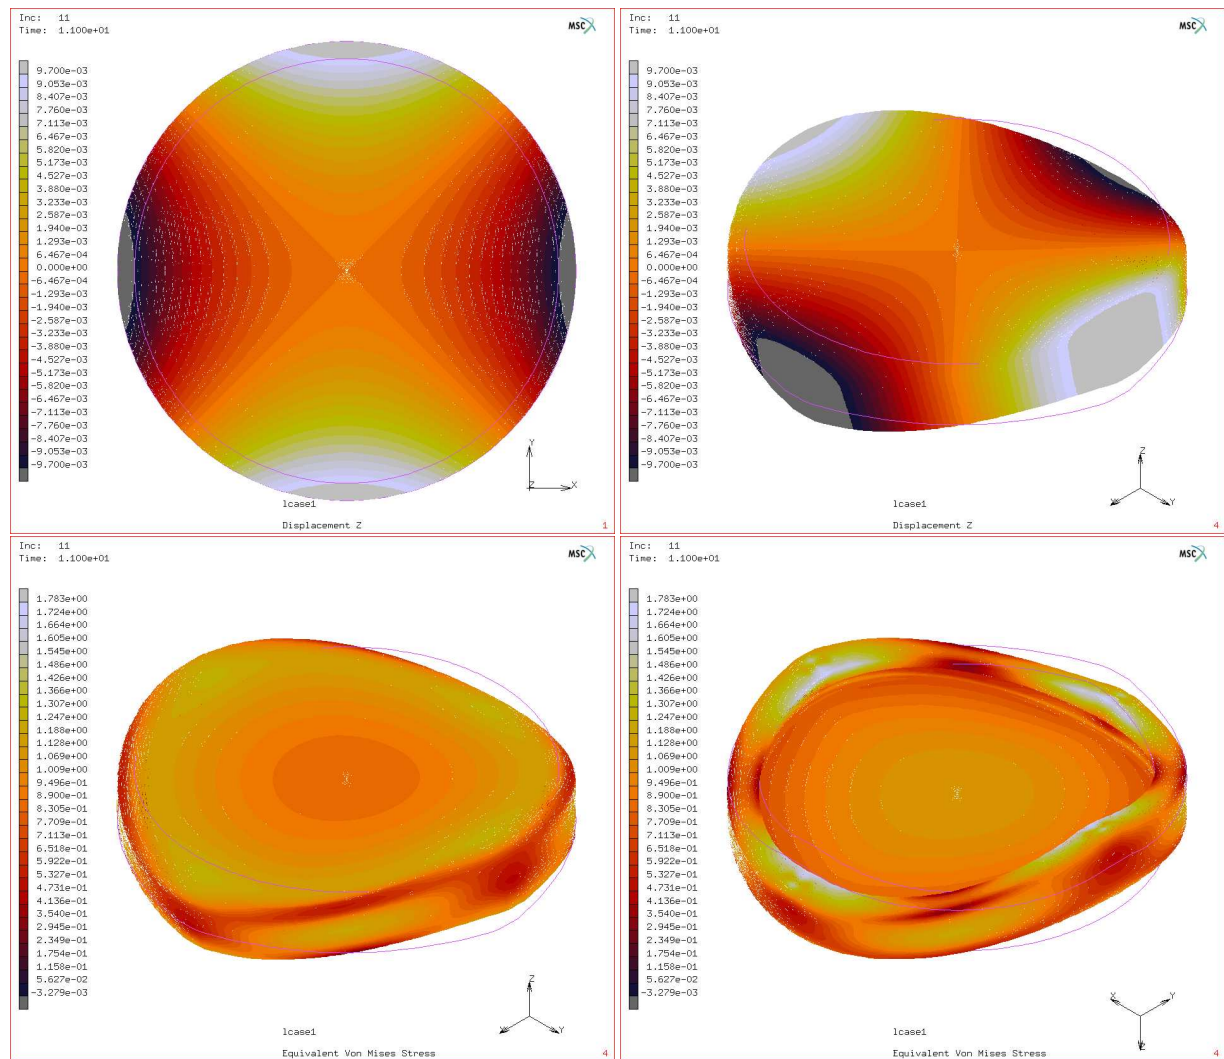 Inc: 11
Time: 1.100e+01
MSC
9.700e-03
9.053e-03
8.407e-03
7.760e-03
7.113e-03
6.467e-03
5.820e-03
5.173e-03
4.527e-03
3.880e-03
3.233e-03
2.587e-03
1.940e-03
1.293e-03
6.467e-04
0.000e+00
-6.467e-04
-1.293e-03
-1.940e-03
-2.587e-03
-3.233e-03
-3.880e-03
-4.527e-03
-5.173e-03
-5.820e-03
-6.467e-03
-7.113e-03
-7.760e-03
-8.407e-03
-9.053e-03
-9.700e-03
Y
Z X
lcase1
Displacement Z
1
Inc: 11
Time: 1.100e+01
MSC
9.700e-03
9.053e-03
8.407e-03
7.760e-03
7.113e-03
6.467e-03
5.820e-03
5.173e-03
4.527e-03
3.880e-03
3.233e-03
2.587e-03
1.940e-03
1.293e-03
6.467e-04
0.000e+00
-6.467e-04
-1.293e-03
-1.940e-03
-2.587e-03
-3.233e-03
-3.880e-03
-4.527e-03
-5.173e-03
-5.820e-03
-6.467e-03
-7.113e-03
-7.760e-03
-8.407e-03
-9.053e-03
-9.700e-03
Z
X Y
lcase1
Displacement Z
4
Inc: 11
Time: 1.100e+01
MSC
1.783e+00
1.724e+00
1.664e+00
1.605e+00
1.545e+00
1.486e+00
1.426e+00
1.366e+00
1.307e+00
1.247e+00
1.188e+00
1.128e+00
1.069e+00
1.009e+00
9.496e-01
8.900e-01
8.305e-01
7.709e-01
7.113e-01
6.518e-01
5.922e-01
5.327e-01
4.731e-01
4.136e-01
3.540e-01
2.945e-01
2.349e-01
1.754e-01
1.158e-01
5.627e-02
-3.279e-03
Z
X Y
lcase1
Equivalent Von Mises Stress
4
Inc: 11
Time: 1.100e+01
MSC
1.783e+00
1.724e+00
1.664e+00
1.605e+00
1.545e+00
1.486e+00
1.426e+00
1.366e+00
1.307e+00
1.247e+00
1.188e+00
1.128e+00
1.069e+00
1.009e+00
9.496e-01
8.900e-01
8.305e-01
7.709e-01
7.113e-01
6.518e-01
5.922e-01
5.327e-01
4.731e-01
4.136e-01
3.540e-01
2.945e-01
2.349e-01
1.754e-01
1.158e-01
5.627e-02
-3.279e-03
X Y
Z
lcase1
Equivalent Von Mises Stress
4